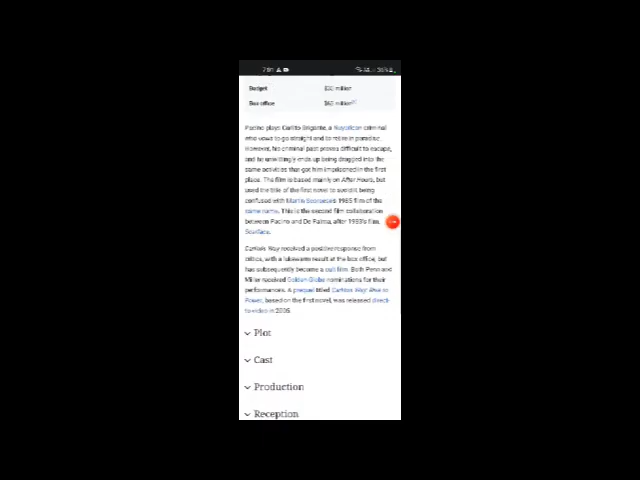 Budget $30 million
Box office $63 million
Pacino plays Carlito Brigante, a Nuyorican criminal
who vows to go straight and to retire in paradise.
However, his criminal past proves difficult to escape,
and he unwittingly ends up being dragged into the
same activities that got him imprisoned in the first
place. The film is based mainly on After Hours, but
used the title of the first novel to avoid it being
confused with Martin Scorsese's 1985 film of the
same name. This is the second film collaboration
between Pacino and De Palma, after 1983's film,
Scarface.
Carlito's Way received a positive response from
critics, with a lukewarm result at the box office, but
has subsequently become a cult film. Both Penn and
Miller received Golden Globe nominations for their
performances. A prequel titled Carlito's Way: Rise to
Power, based on the first novel, was released direct-
to-video in 2005.
Plot
Cast
Production
Reception